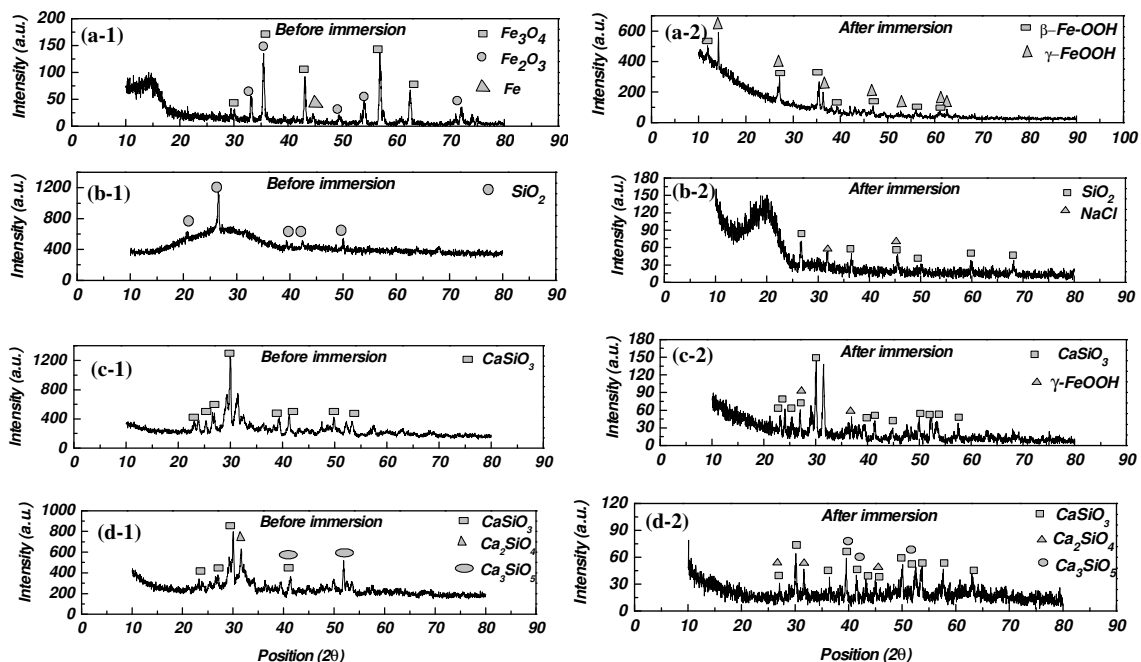 Intensity (a.u.)
200
150
100
50
0
(a-1)
Before immersion
Fe3O4
Fe2O3
Fe
0 10 20 30 40 50 60 70 80 90
Intensity (a.u.)
600
400
200
0
(a-2)
After immersion
β–Fe-OOH
γ–FeOOH
0 10 20 30 40 50 60 70 80 90 100
Intensity (a.u.)
1200
800
400
0
(b-1)
Before immersion
SiO2
0 10 20 30 40 50 60 70 80 90
Intensity (a.u.)
180
150
120
90
60
30
0
(b-2)
After immersion
SiO2
NaCl
0 10 20 30 40 50 60 70 80 90
Intensity (a.u.)
1200
800
400
0
(c-1)
Before immersion
CaSiO3
0 10 20 30 40 50 60 70 80 90
Intensity (a.u.)
180
150
120
90
60
30
0
(c-2)
After immersion
CaSiO3
γ-FeOOH
0 10 20 30 40 50 60 70 80 90
Intensity (a.u.)
1000
800
600
400
200
0
(d-1)
Before immersion
CaSiO3
Ca2SiO4
Ca3SiO5
0 10 20 30 40 50 60 70 80 90
Position (2θ)
Intensity (a.u.)
120
90
60
30
0
(d-2)
After immersion
CaSiO3
Ca2SiO4
Ca3SiO5
0 10 20 30 40 50 60 70 80 90
Position (2θ)